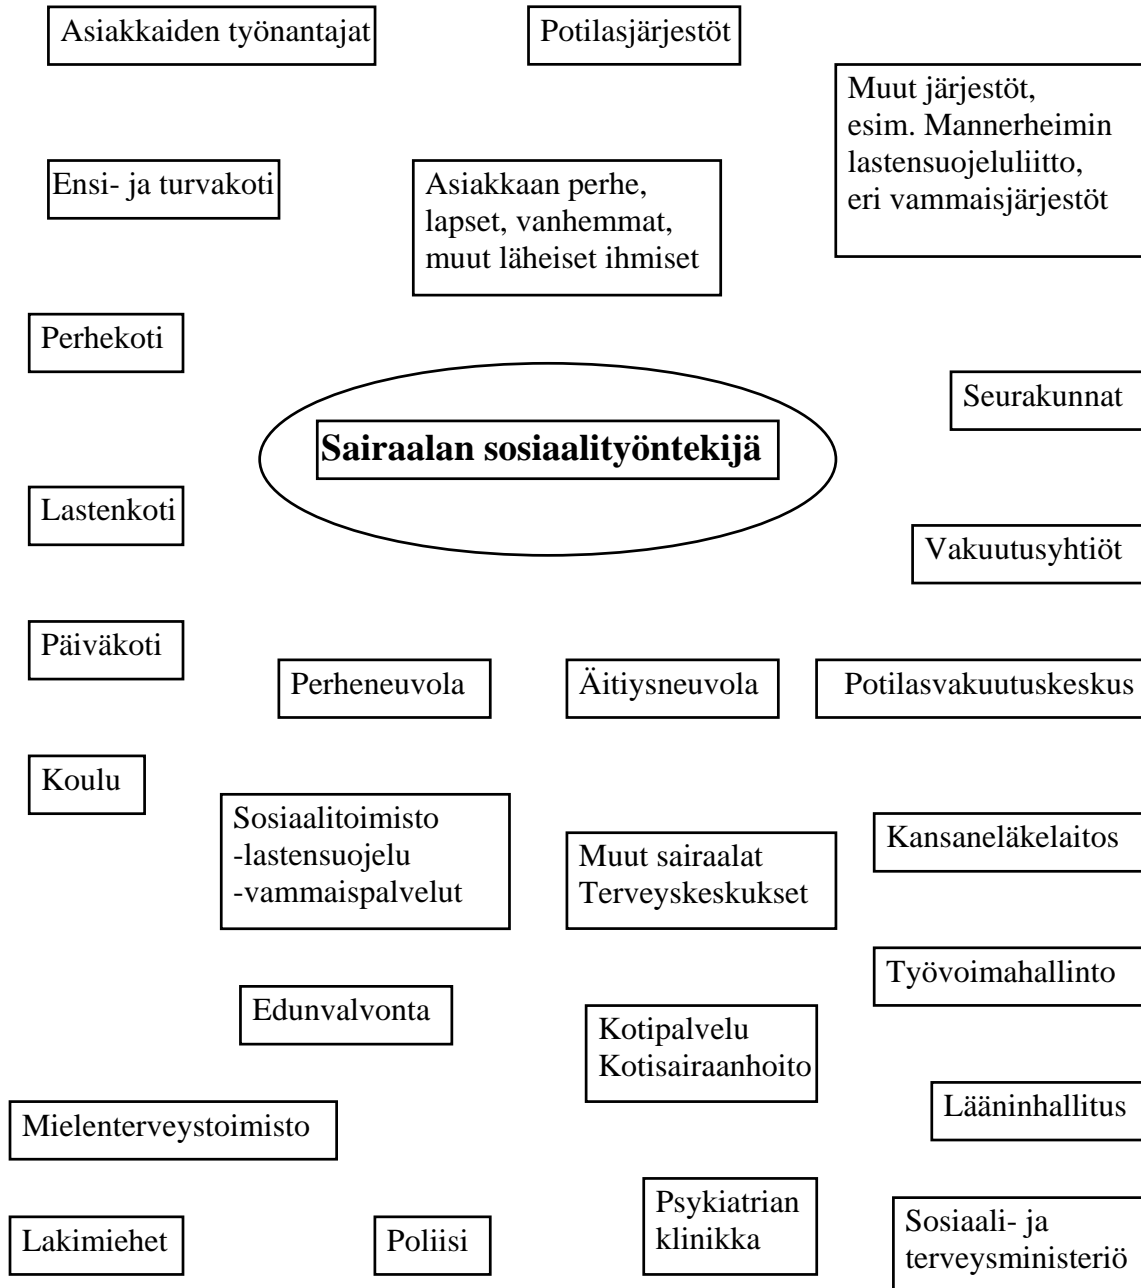 Asiakkaiden työnantajat
Potilasjärjestöt
Muut järjestöt,
esim. Mannerheimin
lastensuojeluliitto,
eri vammaisjärjestöt
Ensi- ja turvakoti
Asiakkaan perhe,
lapset, vanhemmat,
muut läheiset ihmiset
Perhekoti
Seurakunnat
Sairaalan sosiaalityöntekijä
Lastenkoti
Vakuutusyhtiöt
Päiväkoti
Perheneuvola
Äitiysneuvola
Potilasvakuutuskeskus
Koulu
Sosiaalitoimisto
-lastensuojelu
-vammaispalvelut
Muut sairaalat
Terveyskeskukset
Kansaneläkelaitos
Työvoimahallinto
Edunvalvonta
Kotipalvelu
Kotisairaanhoito
Lääninhallitus
Mielenterveystoimisto
Psykiatrian
klinikka
Sosiaali- ja
terveysministeriö
Lakimiehet
Poliisi